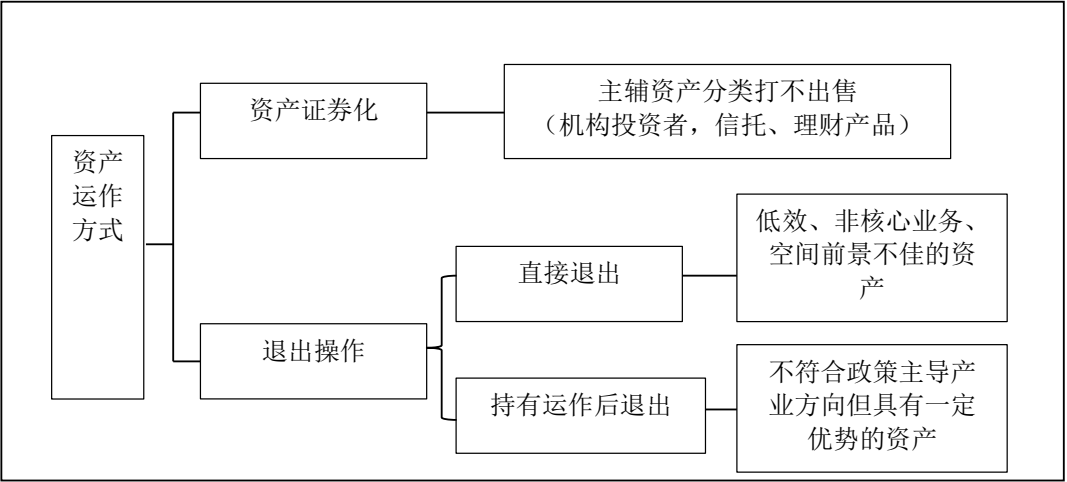 资产
运作
方式
资产证券化
主辅资产分类打不出售
（机构投资者，信托、理财产品）
退出操作
直接退出
低效、非核心业务、
空间前景不佳的资
产
持有运作后退出
不符合政策主导产
业方向但具有一定
优势的资产